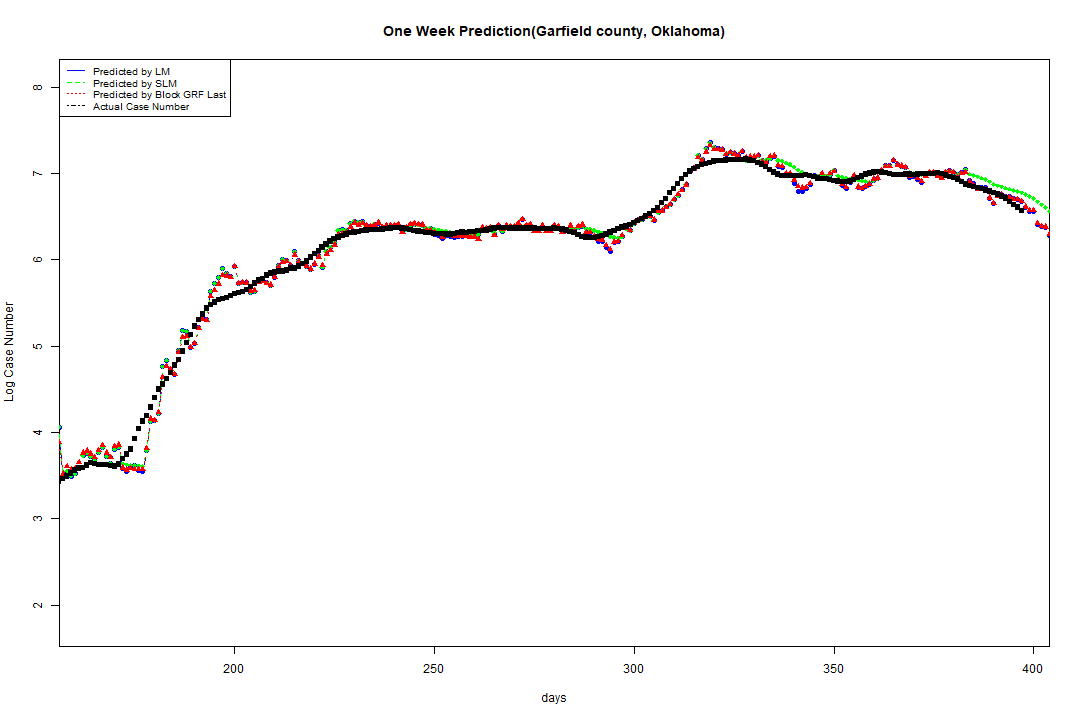 One Week Prediction(Garfield county, Oklahoma)
Predicted by LM
Predicted by SLM
Predicted by Block GRF Last
Actual Case Number
8
7
6
5
4
3
2
Log Case Number
200 250 300 350 400
days